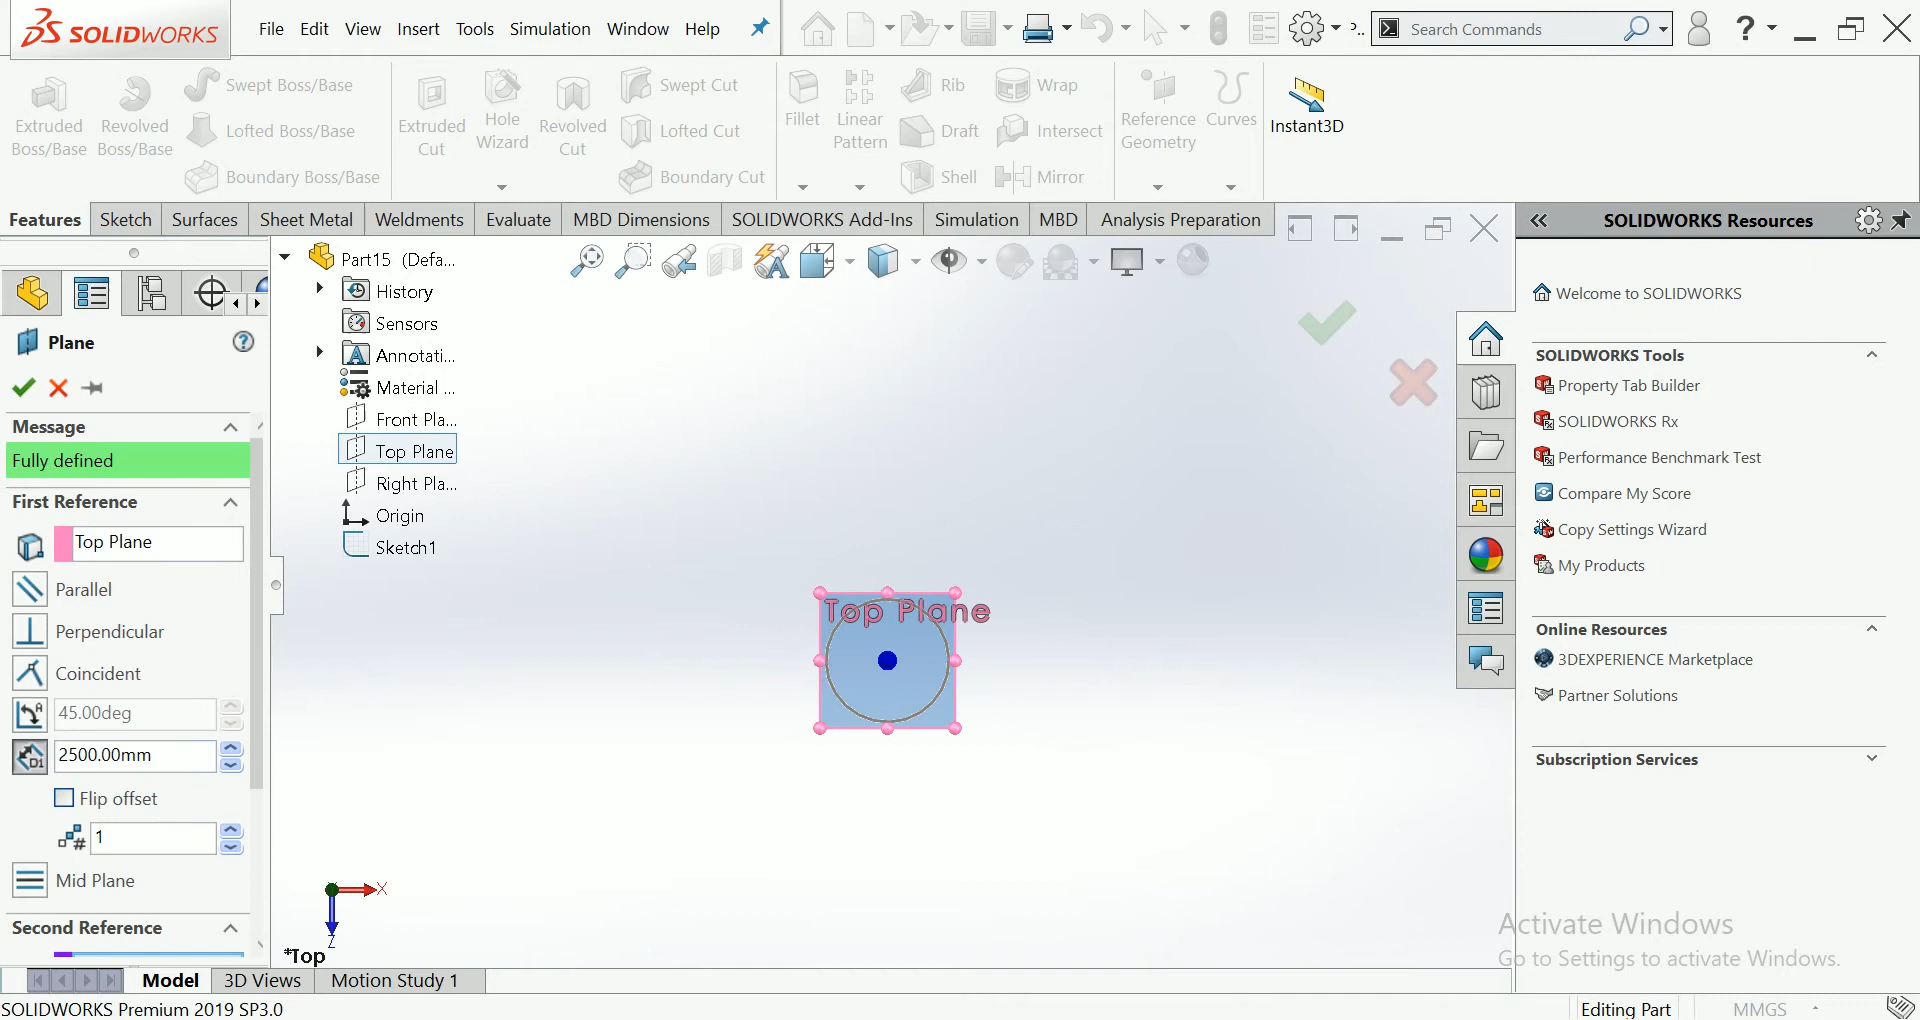 SOLIDWORKS
File Edit View Insert Tools Simulation Window Help
P..
Search Commands
?
Extruded Boss/Base
Revolved Boss/Base
Swept Boss/Base
Lofted Boss/Base
Boundary Boss/Base
Extruded Cut
Hole Wizard
Revolved Cut
Swept Cut
Lofted Cut
Boundary Cut
Fillet
Linear Pattern
Rib
Draft
Shell
Wrap
Intersect
Mirror
Reference Geometry
Curves
Instant3D
Features Sketch Surfaces Sheet Metal Weldments Evaluate MBD Dimensions SOLIDWORKS Add-Ins Simulation MBD Analysis Preparation
Plane
Message
Fully defined
First Reference
Top Plane
Parallel
Perpendicular
Coincident
45.00deg
2500.00mm
Flip offset
1
Mid Plane
Second Reference
Part15 (Defa...
History
Sensors
Annotati...
Material ...
Front Pla...
Top Plane
Right Pla...
Origin
Sketch1
Top Plane
X
Z
*Top
SOLIDWORKS Resources
Welcome to SOLIDWORKS
SOLIDWORKS Tools
Property Tab Builder
SOLIDWORKS Rx
Performance Benchmark Test
Compare My Score
Copy Settings Wizard
My Products
Online Resources
3DEXPERIENCE Marketplace
Partner Solutions
Subscription Services
Activate Windows
Go to Settings to activate Windows.
Model 3D Views Motion Study 1
SOLIDWORKS Premium 2019 SP3.0
Editing Part
MMGS